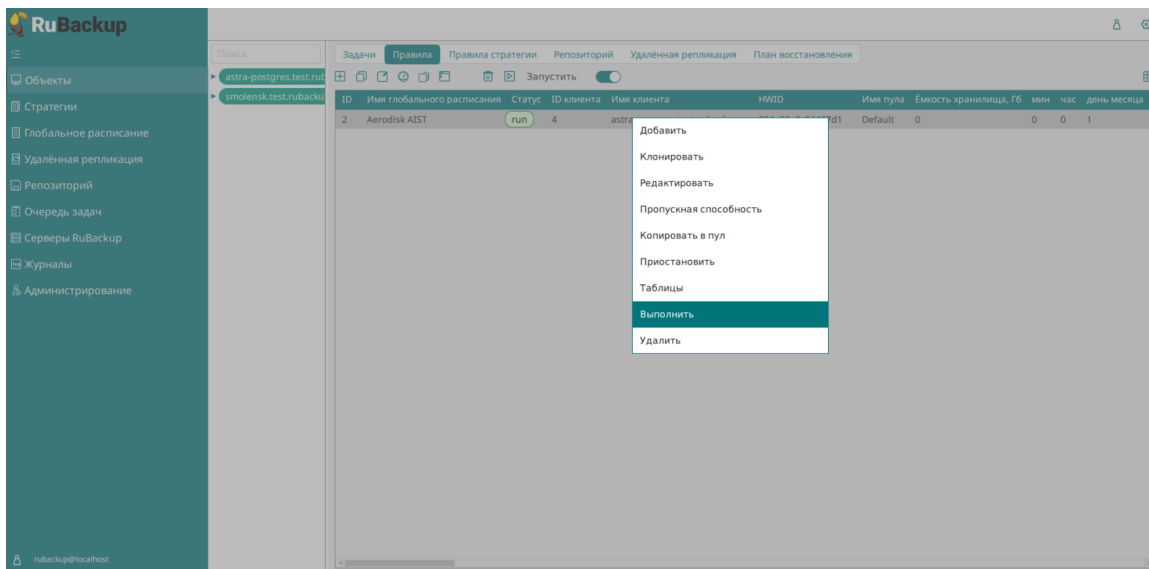 RuBackup
Поиск
Задачи Правила Правила стратегии Репозиторий Удалённая репликация План восстановления
Объекты
astra-postgres.test.rub
Запустить
Стратегии
smolensk.test.rubacku
ID Имя глобального расписания Статус ID клиента Имя клиента HWID Имя пула Ёмкость хранилища, Гб мин час день месяца
2 Aerodisk AIST run 4 astra Default 0 0 0 1
Глобальное расписание
Удалённая репликация
Репозиторий
Очередь задач
Серверы RuBackup
Журналы
Администрирование
Добавить
Клонировать
Редактировать
Пропускная способность
Копировать в пул
Приостановить
Таблицы
Выполнить
Удалить
rubackup@localhost